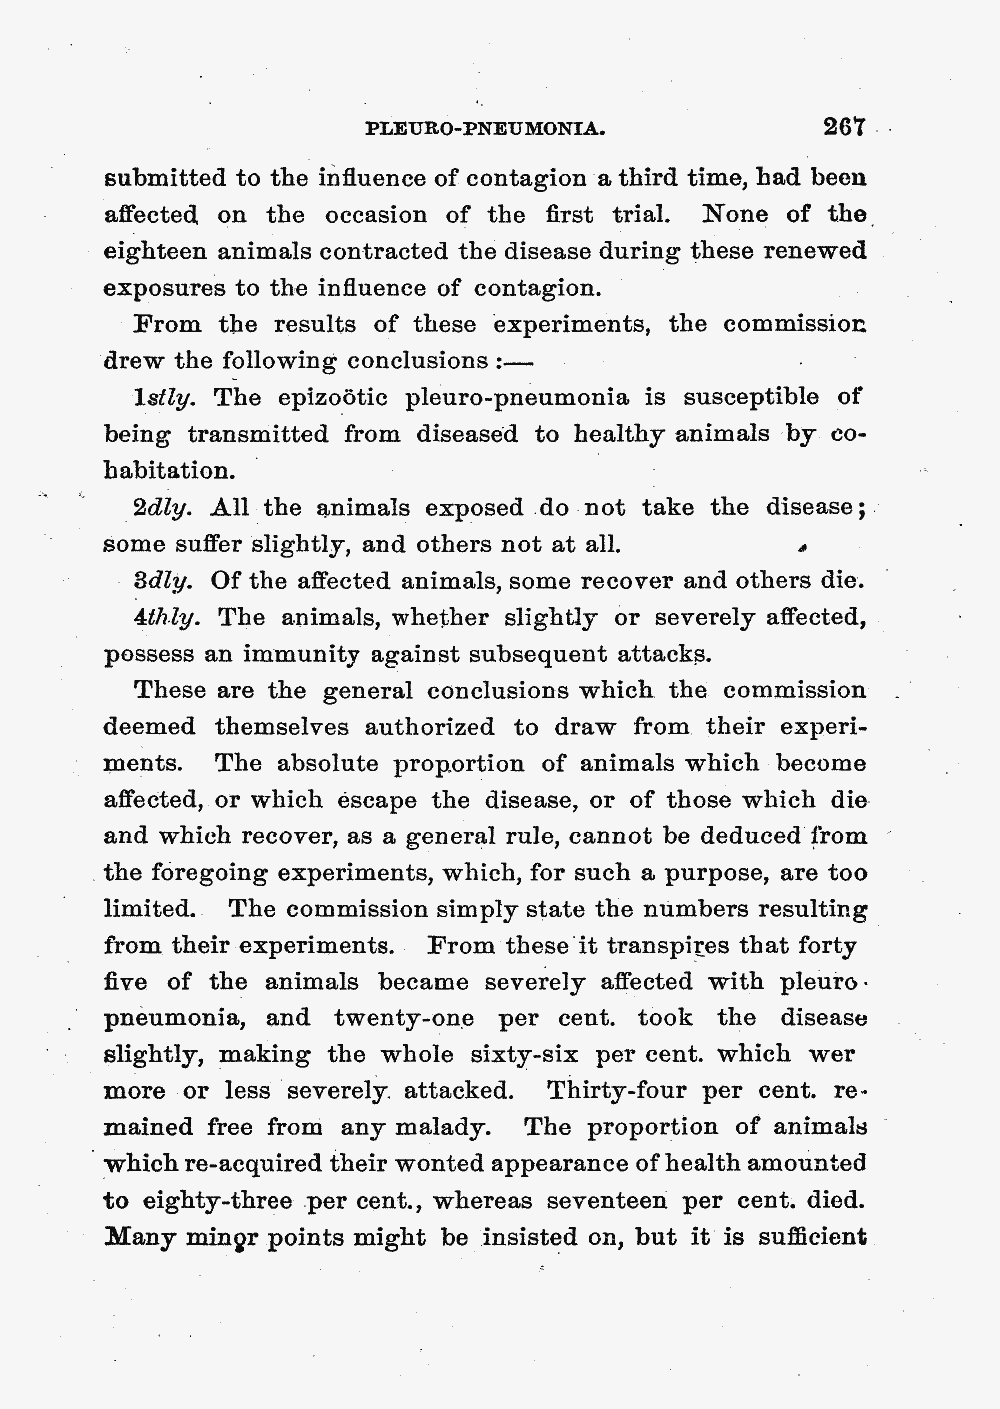 PLEURO-PNEUMONIA. 267
submitted to the influence of contagion a third time, had been
affected on the occasion of the first trial. None of the
eighteen animals contracted the disease during these renewed
exposures to the influence of contagion.
From the results of these experiments, the commission
drew the following conclusions :—
1stly. The epizoötic pleuro-pneumonia is susceptible of
being transmitted from diseased to healthy animals by co-
habitation.
2dly. All the animals exposed do not take the disease;
some suffer slightly, and others not at all.
3dly. Of the affected animals, some recover and others die.
4thly. The animals, whether slightly or severely affected,
possess an immunity against subsequent attacks.
These are the general conclusions which the commission
deemed themselves authorized to draw from their experi-
ments. The absolute proportion of animals which become
affected, or which escape the disease, or of those which die
and which recover, as a general rule, cannot be deduced from
the foregoing experiments, which, for such a purpose, are too
limited. The commission simply state the numbers resulting
from their experiments. From these it transpires that forty
five of the animals became severely affected with pleuro-
pneumonia, and twenty-one per cent. took the disease
slightly, making the whole sixty-six per cent. which wer
more or less severely attacked. Thirty-four per cent. re-
mained free from any malady. The proportion of animals
which re-acquired their wonted appearance of health amounted
to eighty-three per cent., whereas seventeen per cent. died.
Many minor points might be insisted on, but it is sufficient